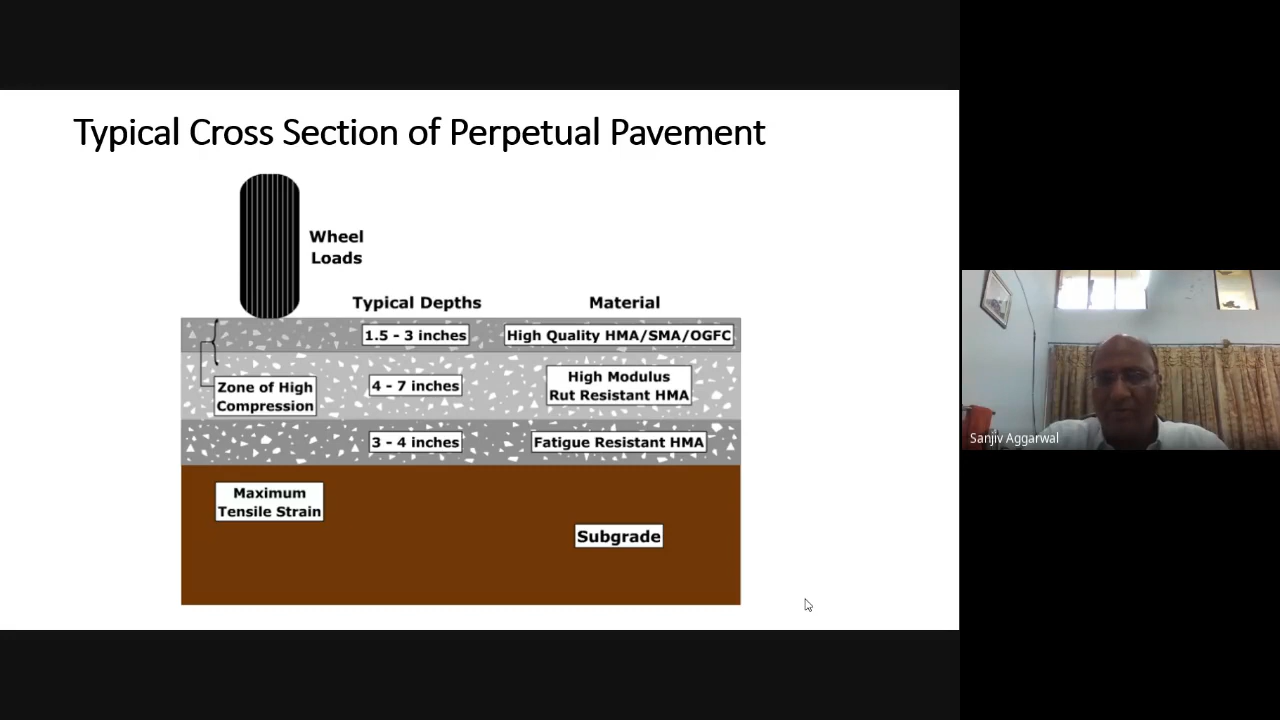 Typical Cross Section of Perpetual Pavement
Wheel
Loads
Typical Depths
Material
1.5 - 3 inches
High Quality HMA/SMA/OGFC
Zone of High
Compression
4 - 7 inches
High Modulus
Rut Resistant HMA
3 - 4 inches
Fatigue Resistant HMA
Maximum
Tensile Strain
Subgrade
Sanjiv Aggarwal